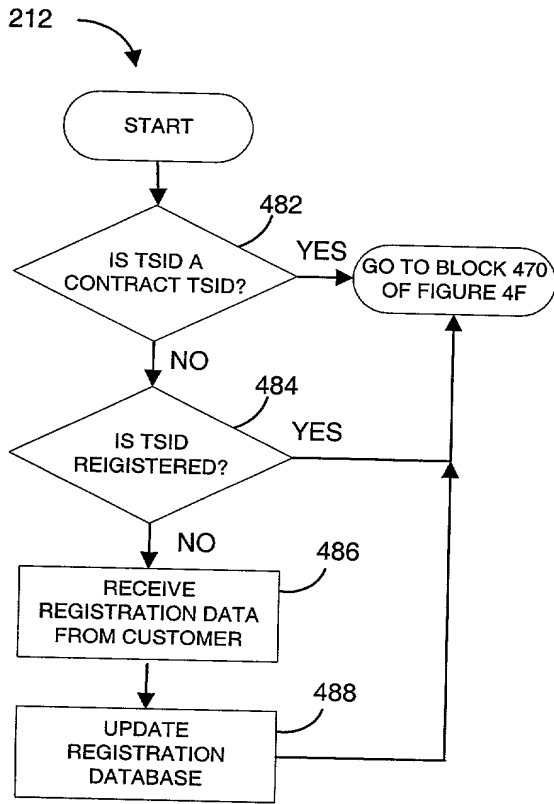 212
START
482
IS TSID A
CONTRACT TSID?
YES
GO TO BLOCK 470
OF FIGURE 4F
NO
484
IS TSID
REIGISTERED?
YES
NO
486
RECEIVE
REGISTRATION DATA
FROM CUSTOMER
488
UPDATE
REGISTRATION
DATABASE